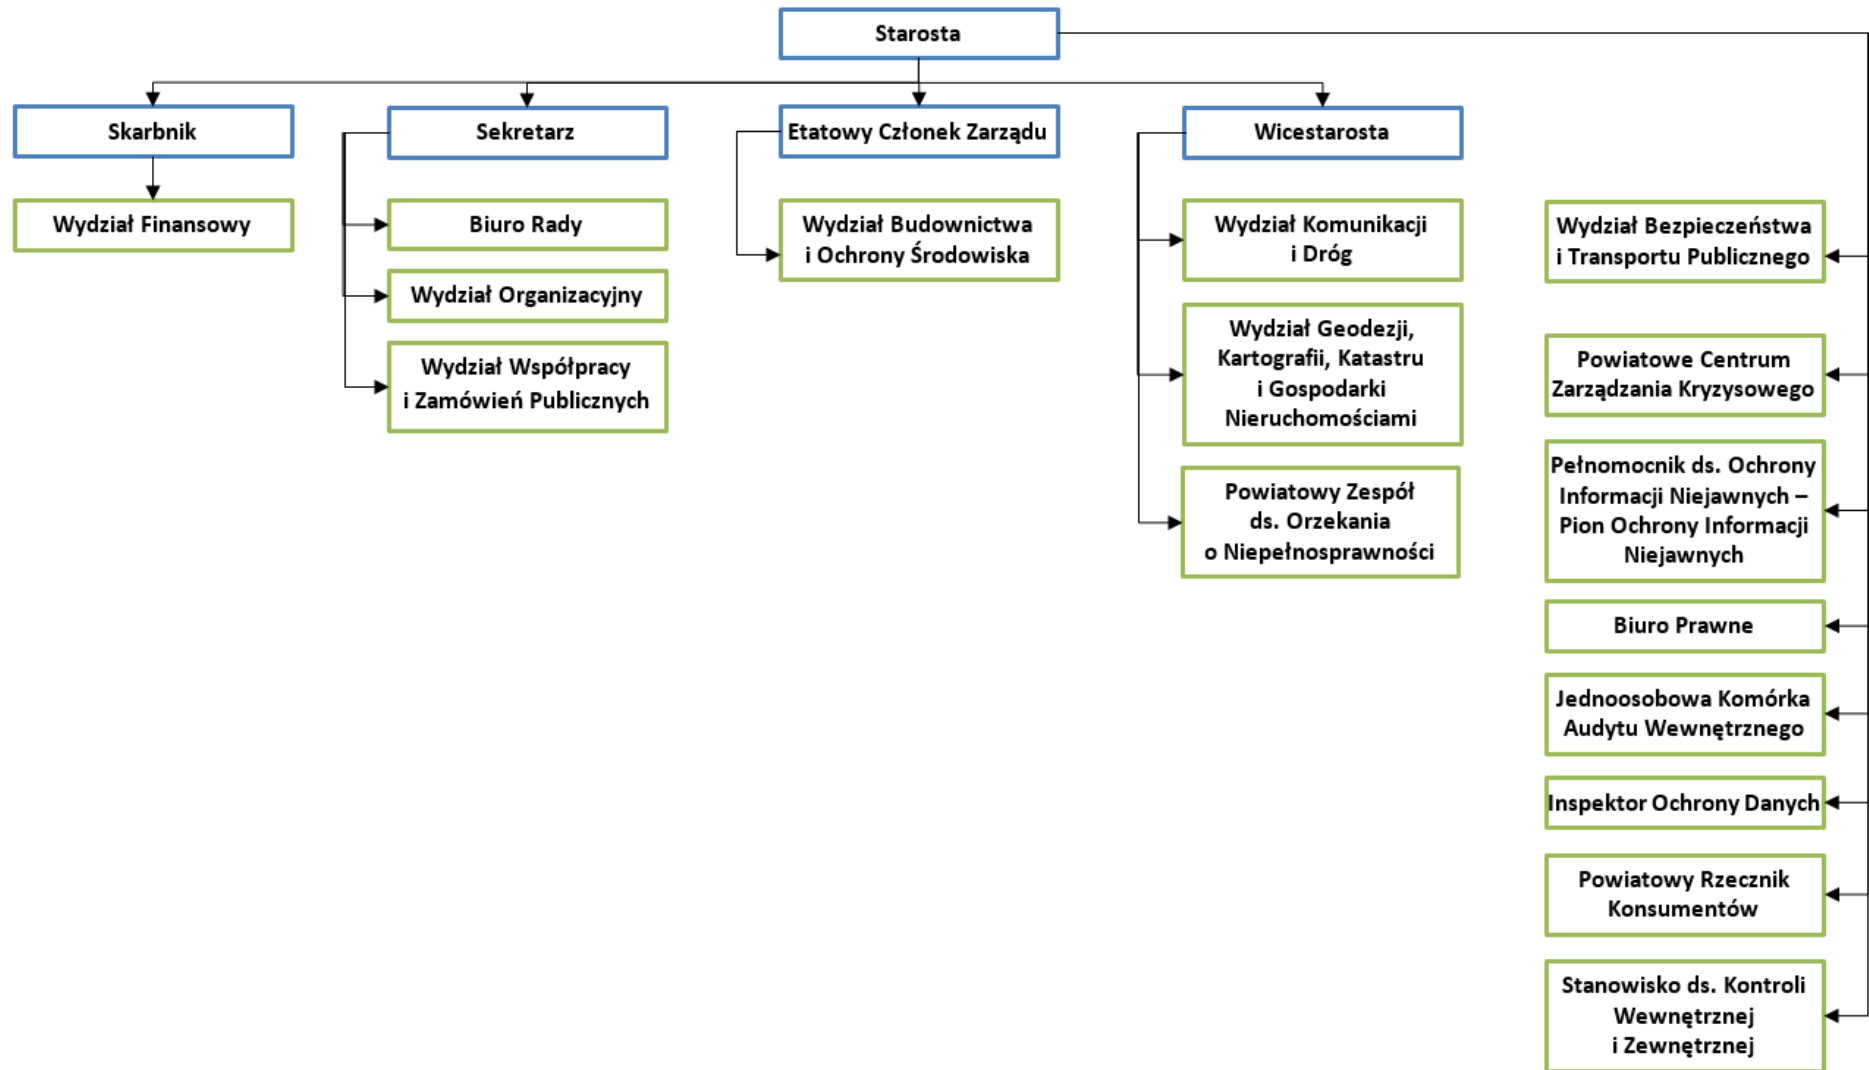 Starosta
Skarbnik
Sekretarz
Etatowy Członek Zarządu
Wicestarosta
Wydział Finansowy
Biuro Rady
Wydział Organizacyjny
Wydział Współpracy
i Zamówień Publicznych
Wydział Budownictwa
i Ochrony Środowiska
Wydział Komunikacji
i Dróg
Wydział Geodezji,
Kartografii, Katastru
i Gospodarki
Nieruchomościami
Powiatowy Zespół
ds. Orzekania
o Niepełnosprawności
Wydział Bezpieczeństwa
i Transportu Publicznego
Powiatowe Centrum
Zarządzania Kryzysowego
Pełnomocnik ds. Ochrony
Informacji Niejawnych –
Pion Ochrony Informacji
Niejawnych
Biuro Prawne
Jednoosobowa Komórka
Audytu Wewnętrznego
Inspektor Ochrony Danych
Powiatowy Rzecznik
Konsumentów
Stanowisko ds. Kontroli
Wewnętrznej
i Zewnętrznej